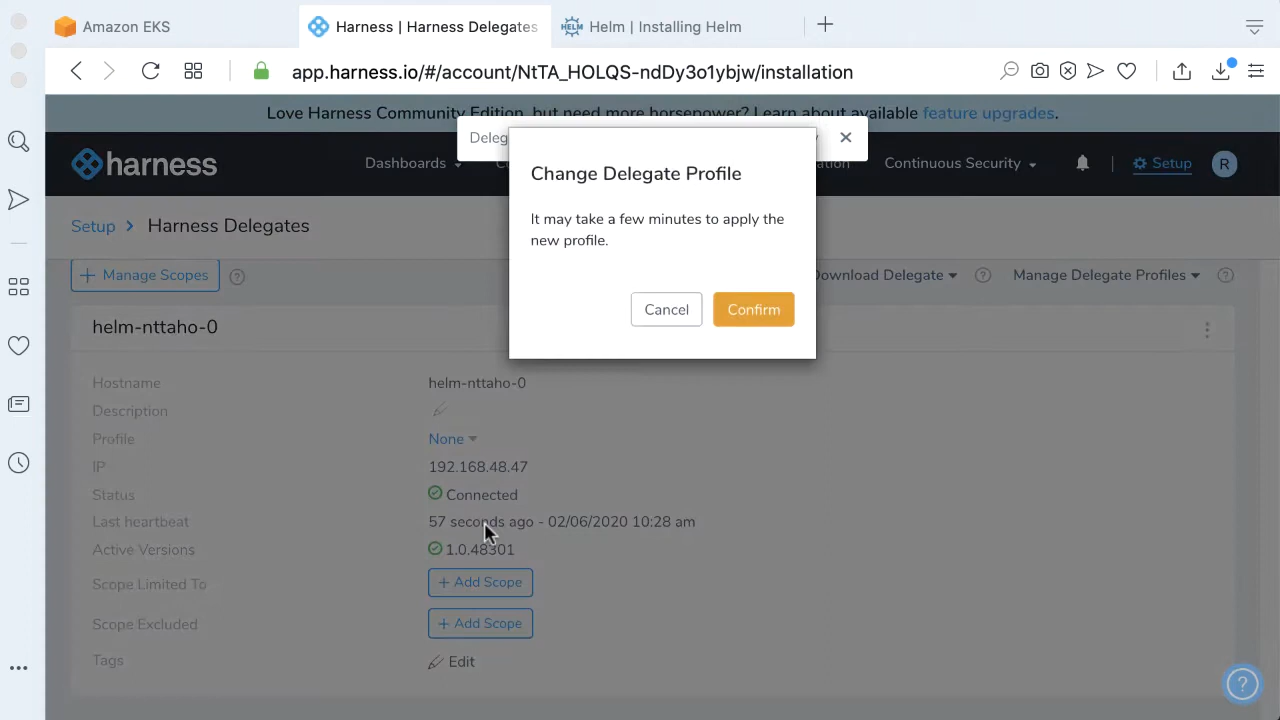 Amazon EKS
Harness | Harness Delegates
HELM
Helm | Installing Helm
app.harness.io/#/account/NtTA_HOLQS-ndDy3o1ybjw/installation
Love Harness Community Edition, but need more horsepower? Learn about available feature upgrades.
Deleg
harness
Dashboards
Continuous Security
Setup
R
Setup > Harness Delegates
Change Delegate Profile
It may take a few minutes to apply the
new profile.
Cancel
Confirm
+ Manage Scopes
?
Download Delegate
?
Manage Delegate Profiles
?
helm-nttaho-0
Hostname
helm-nttaho-0
Description
Profile
None
IP
192.168.48.47
Status
Connected
Last heartbeat
57 seconds ago - 02/06/2020 10:28 am
Active Versions
1.0.48301
Scope Limited To
+ Add Scope
Scope Excluded
+ Add Scope
Tags
Edit
?